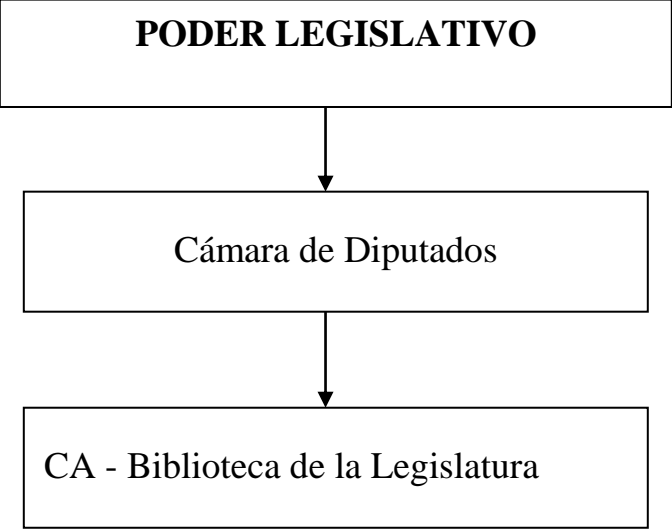 PODER LEGISLATIVO
Cámara de Diputados
CA - Biblioteca de la Legislatura